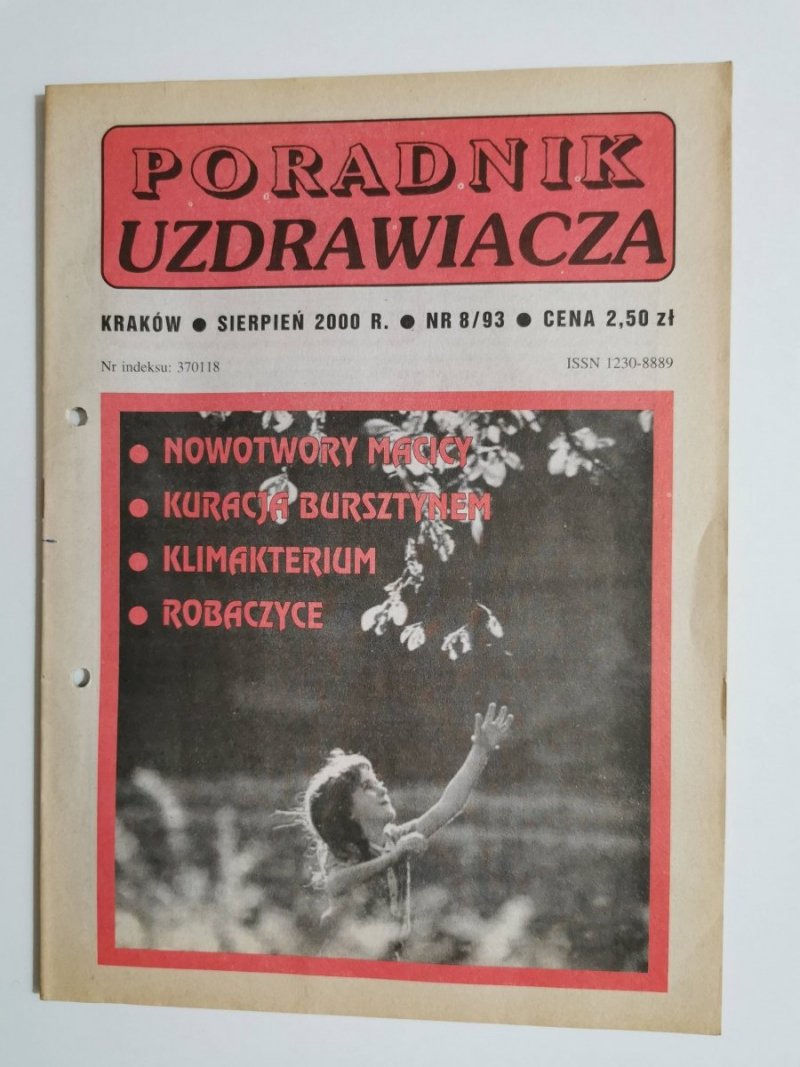 PORADNIK
UZDRAWIACZA
KRAKÓW ● SIERPIEŃ 2000 R. ● NR 8/93 ● CENA 2,50 zł
Nr indeksu: 370118 ISSN 1230-8889
● NOWOTWORY MACICY
● KURACJA BURSZTYNEM
● KLIMAKTERIUM
● ROBACZYCE